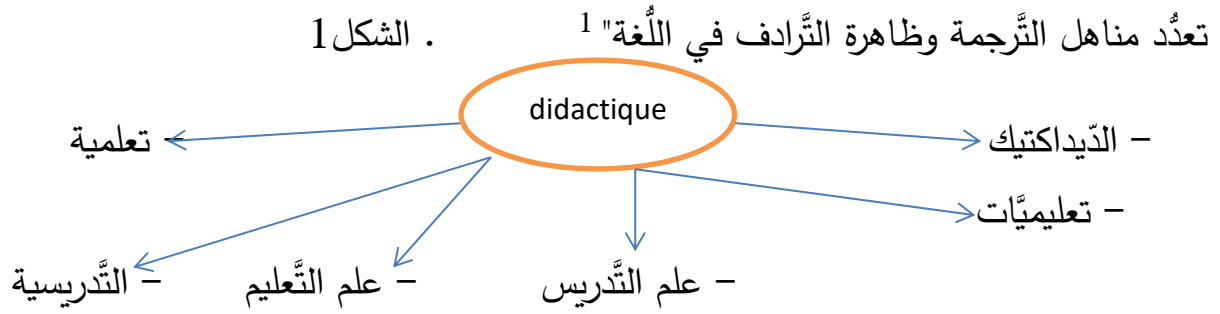 تعدُّد مناهل التَّرجمة وظاهرة التَّرادف في اللُّغة" 1 . الشكل1
didactique
- الدّيداكتيك
- تعلمية
- تعليميَّات
- علم التَّدريس - علم التَّعليم - التَّدريسية